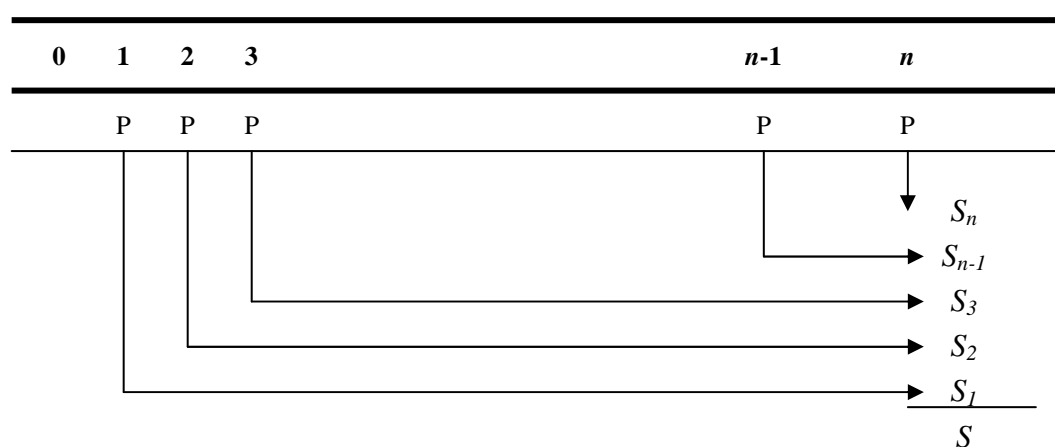 0 1 2 3 n-1 n
P P P P P
Sₙ
Sₙ₋₁
S₃
S₂
S₁
S